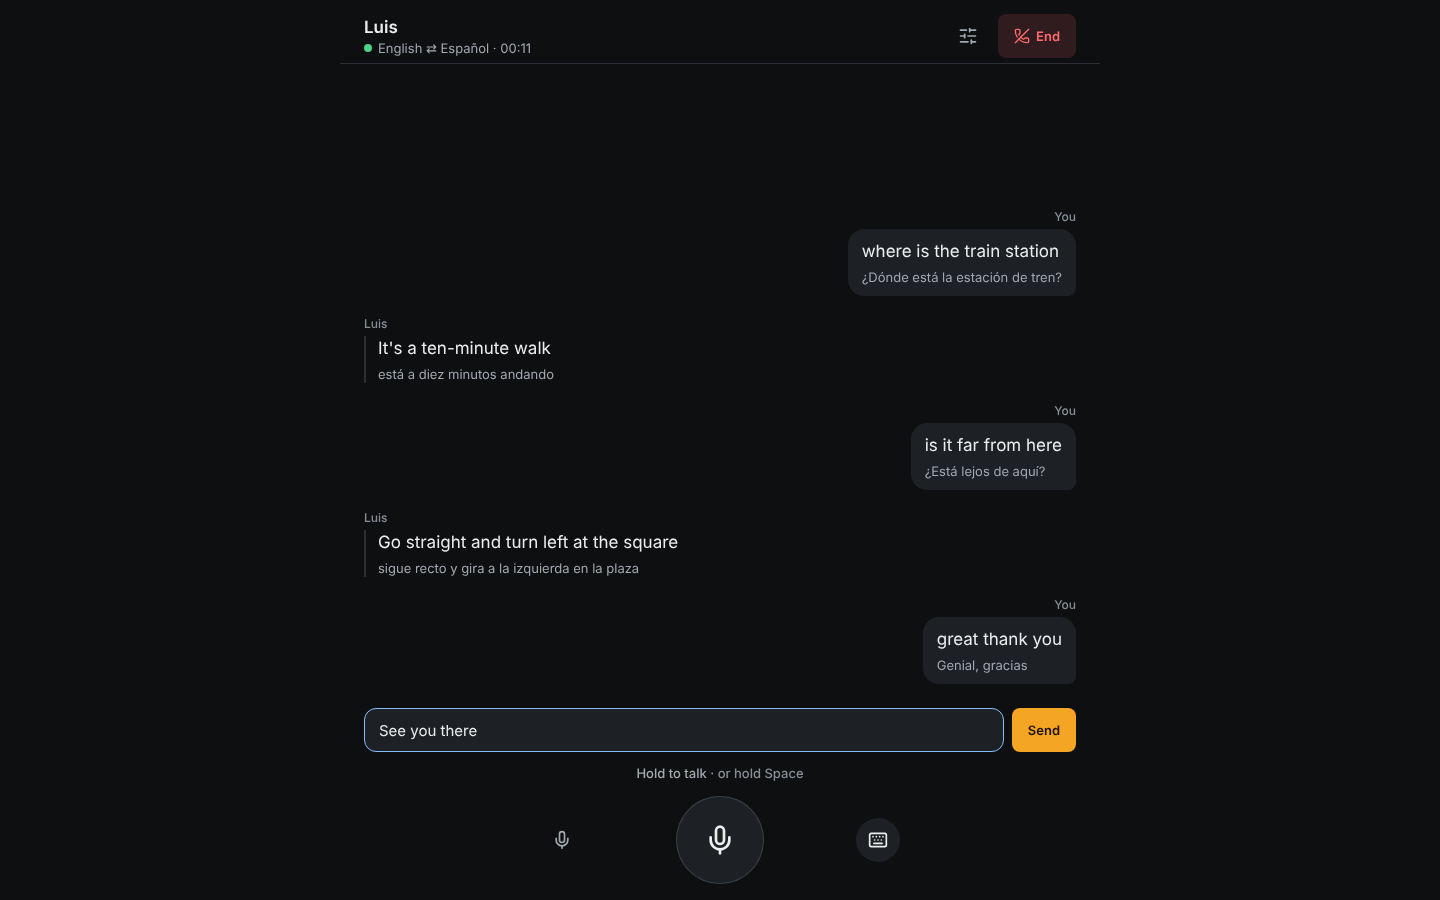 Luis
English ⇄ Español · 00:11
End
You
where is the train station
¿Dónde está la estación de tren?
Luis
It's a ten-minute walk
está a diez minutos andando
You
is it far from here
¿Está lejos de aquí?
Luis
Go straight and turn left at the square
sigue recto y gira a la izquierda en la plaza
You
great thank you
Genial, gracias
See you there
Send
Hold to talk · or hold Space